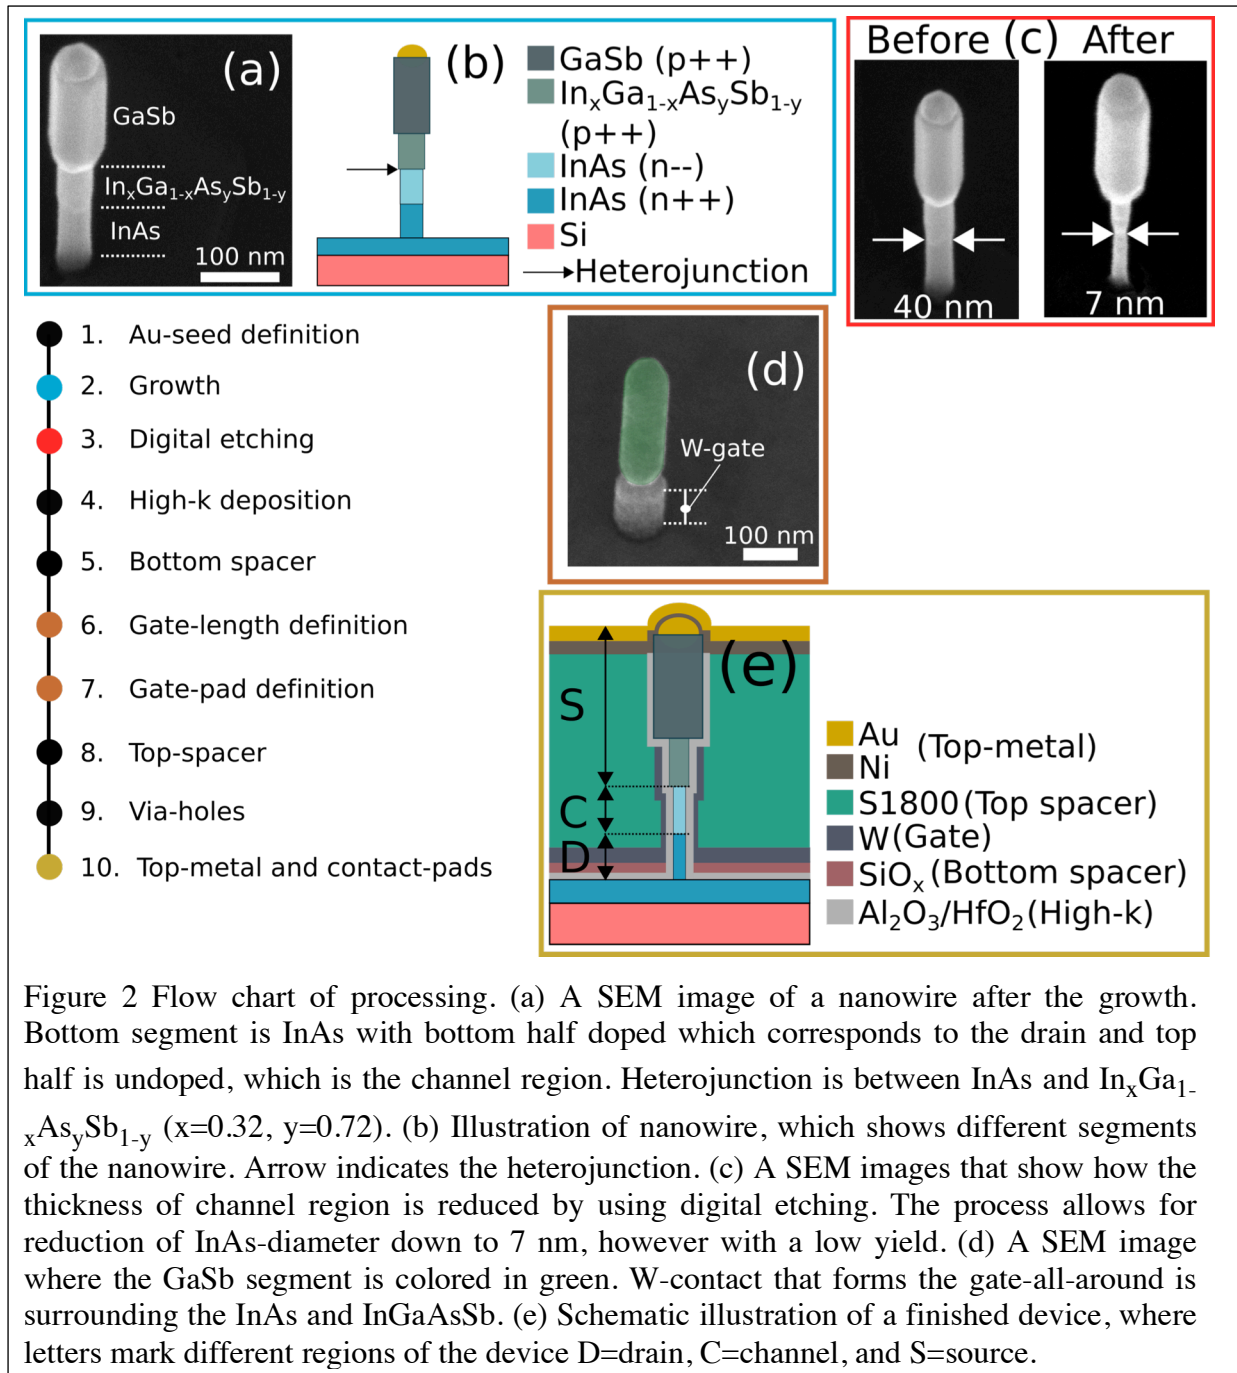 (a)
GaSb
InₓGa₁₋ₓAsᵧSb₁₋ᵧ
InAs
100 nm
(b)
GaSb (p++)
InₓGa₁₋ₓAsᵧSb₁₋ᵧ
(p++)
InAs (n--)
InAs (n++)
Si
Heterojunction
Before (c) After
40 nm
7 nm
1. Au-seed definition
2. Growth
3. Digital etching
4. High-k deposition
5. Bottom spacer
6. Gate-length definition
7. Gate-pad definition
8. Top-spacer
9. Via-holes
10. Top-metal and contact-pads
(d)
W-gate
100 nm
(e)
S
C
D
Au (Top-metal)
Ni
S1800 (Top spacer)
W (Gate)
SiOₓ (Bottom spacer)
Al₂O₃/HfO₂ (High-k)
Figure 2 Flow chart of processing. (a) A SEM image of a nanowire after the growth.
Bottom segment is InAs with bottom half doped which corresponds to the drain and top
half is undoped, which is the channel region. Heterojunction is between InAs and InₓGa₁₋
ₓAsᵧSb₁₋ᵧ (x=0.32, y=0.72). (b) Illustration of nanowire, which shows different segments
of the nanowire. Arrow indicates the heterojunction. (c) A SEM images that show how the
thickness of channel region is reduced by using digital etching. The process allows for
reduction of InAs-diameter down to 7 nm, however with a low yield. (d) A SEM image
where the GaSb segment is colored in green. W-contact that forms the gate-all-around is
surrounding the InAs and InGaAsSb. (e) Schematic illustration of a finished device, where
letters mark different regions of the device D=drain, C=channel, and S=source.